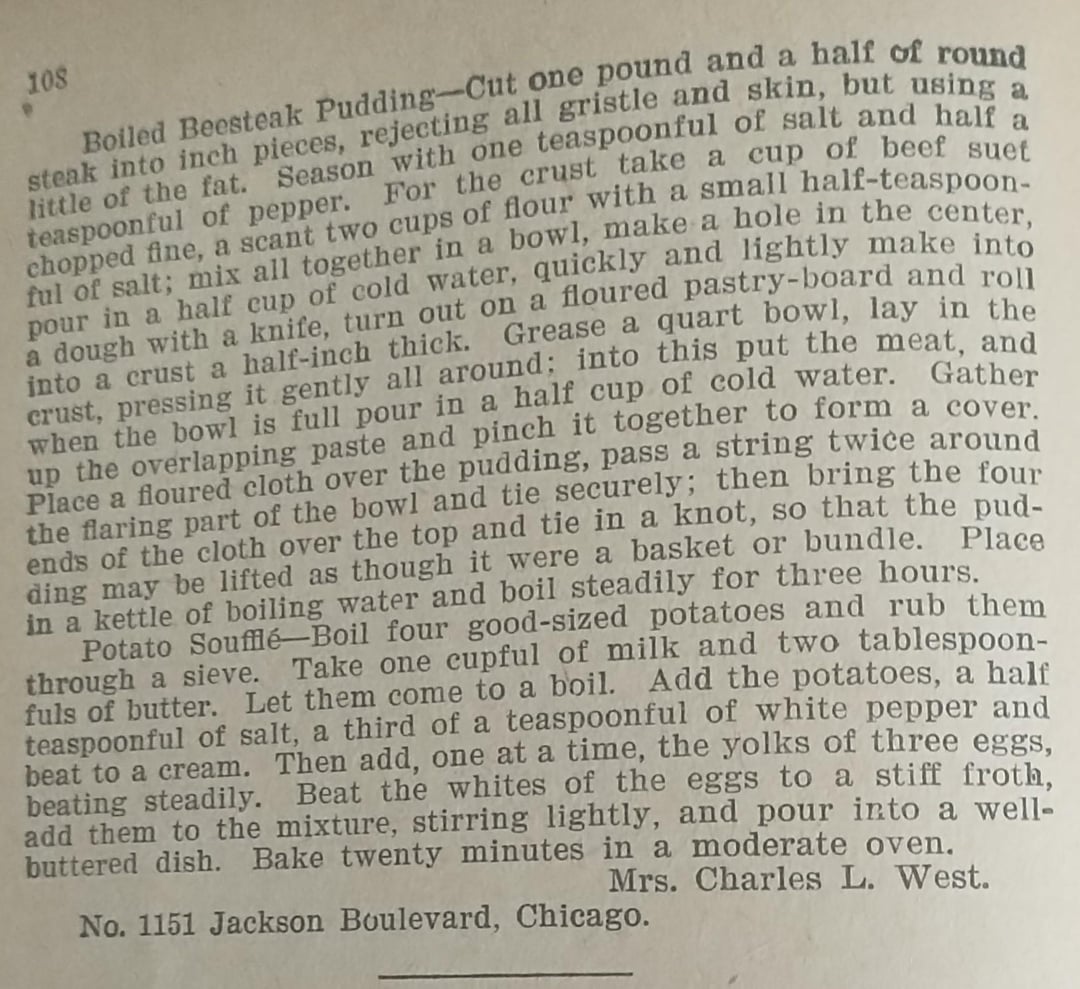 108
Boiled Beesteak Pudding—Cut one pound and a half of round
steak into inch pieces, rejecting all gristle and skin, but using a
little of the fat. Season with one teaspoonful of salt and half a
teaspoonful of pepper. For the crust take a cup of beef suet
chopped fine, a scant two cups of flour with a small half-teaspoon-
ful of salt; mix all together in a bowl, make a hole in the center,
pour in a half cup of cold water, quickly and lightly make into
a dough with a knife, turn out on a floured pastry-board and roll
into a crust a half-inch thick. Grease a quart bowl, lay in the
crust, pressing it gently all around; into this put the meat, and
when the bowl is full pour in a half cup of cold water. Gather
up the overlapping paste and pinch it together to form a cover.
Place a floured cloth over the pudding, pass a string twice around
the flaring part of the bowl and tie securely; then bring the four
ends of the cloth over the top and tie in a knot, so that the pud-
ding may be lifted as though it were a basket or bundle. Place
in a kettle of boiling water and boil steadily for three hours.
Potato Soufflé—Boil four good-sized potatoes and rub them
through a sieve. Take one cupful of milk and two tablespoon-
fuls of butter. Let them come to a boil. Add the potatoes, a half
teaspoonful of salt, a third of a teaspoonful of white pepper and
beat to a cream. Then add, one at a time, the yolks of three eggs,
beating steadily. Beat the whites of the eggs to a stiff froth,
add them to the mixture, stirring lightly, and pour into a well-
buttered dish. Bake twenty minutes in a moderate oven.
Mrs. Charles L. West.
No. 1151 Jackson Boulevard, Chicago.